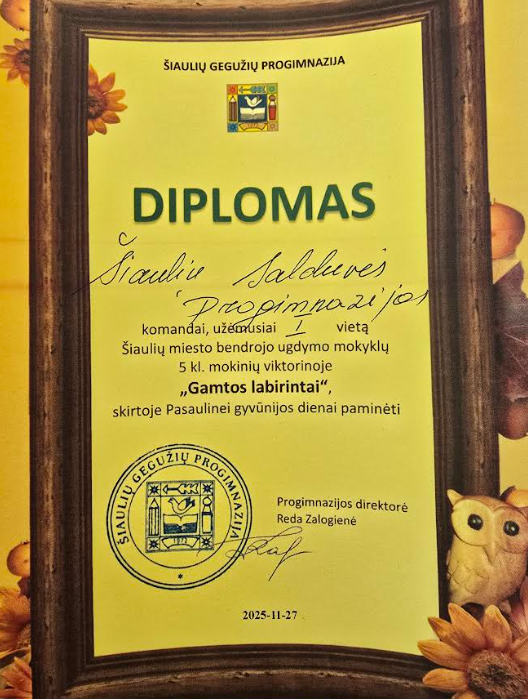 ŠIAULIŲ GEGUŽIŲ PROGIMNAZIJA
DIPLOMAS
Šiaulių Salduvės
Progimnazijos
komandai, užėmusiai I vietą
Šiaulių miesto bendrojo ugdymo mokyklų
5 kl. mokinių viktorinoje
„Gamtos labirintai“,
skirtoje Pasaulinei gyvūnijos dienai paminėti
ŠIAULIŲ GEGUŽIŲ PROGIMNAZIJA
*
Progimnazijos direktorė
Reda Zalogienė
2025-11-27